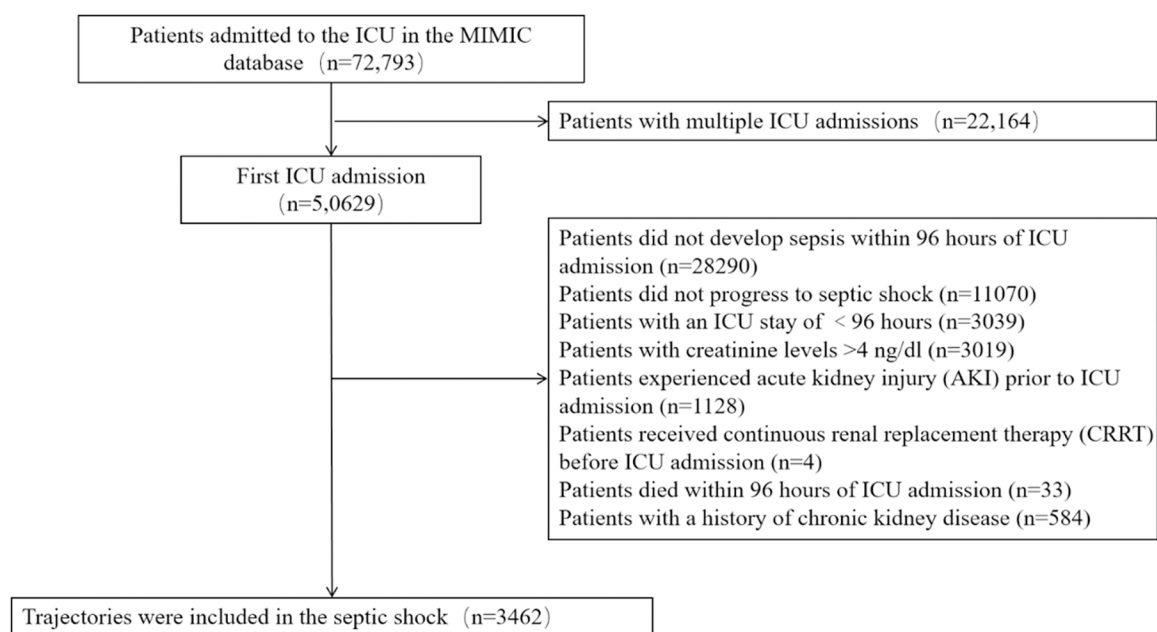 Patients admitted to the ICU in the MIMIC
database (n=72,793)
Patients with multiple ICU admissions (n=22,164)
First ICU admission
(n=5,0629)
Patients did not develop sepsis within 96 hours of ICU
admission (n=28290)
Patients did not progress to septic shock (n=11070)
Patients with an ICU stay of < 96 hours (n=3039)
Patients with creatinine levels >4 ng/dl (n=3019)
Patients experienced acute kidney injury (AKI) prior to ICU
admission (n=1128)
Patients received continuous renal replacement therapy (CRRT)
before ICU admission (n=4)
Patients died within 96 hours of ICU admission (n=33)
Patients with a history of chronic kidney disease (n=584)
Trajectories were included in the septic shock (n=3462)